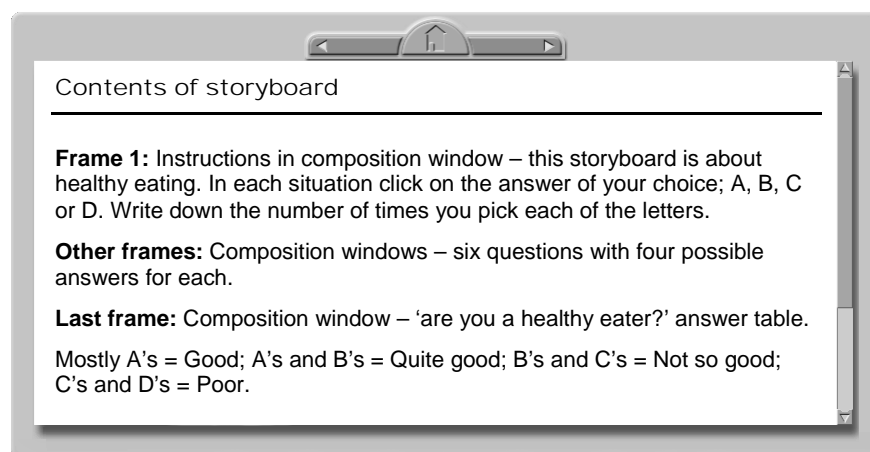 Contents of storyboard
Frame 1: Instructions in composition window – this storyboard is about
healthy eating. In each situation click on the answer of your choice; A, B, C
or D. Write down the number of times you pick each of the letters.
Other frames: Composition windows – six questions with four possible
answers for each.
Last frame: Composition window – ‘are you a healthy eater?’ answer table.
Mostly A’s = Good; A’s and B’s = Quite good; B’s and C’s = Not so good;
C’s and D’s = Poor.